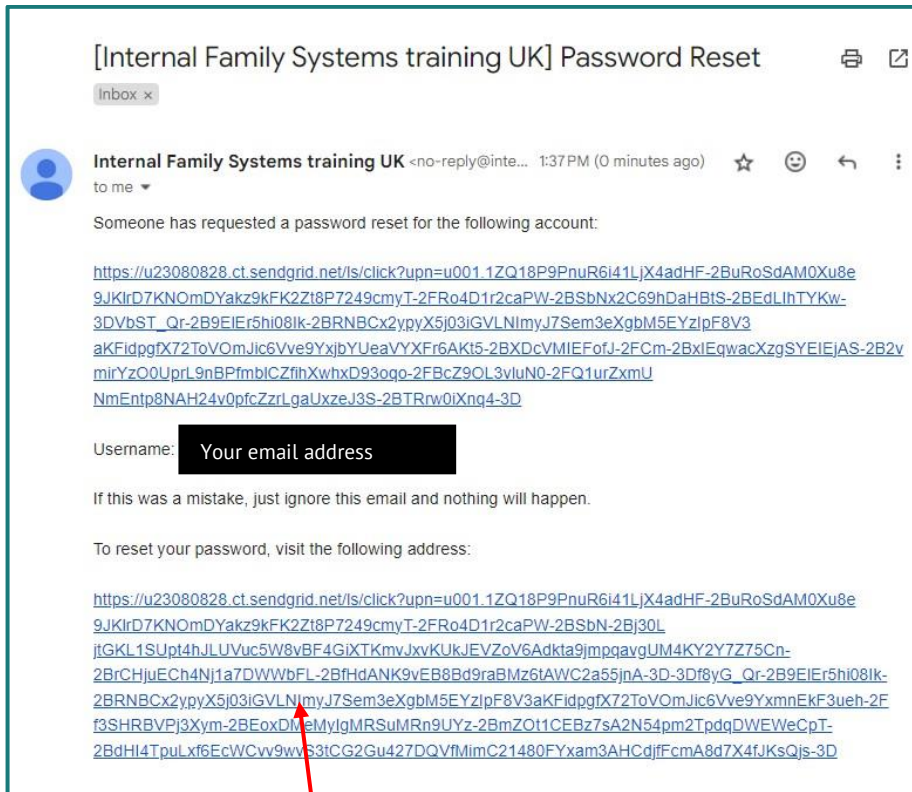 [Internal Family Systems training UK] Password Reset
Inbox ×
Internal Family Systems training UK <no-reply@inte... 1:37 PM (0 minutes ago)
to me
Someone has requested a password reset for the following account:
https://u23080828.ct.sendgrid.net/ls/click?upn=u001.1ZQ18P9PnuR6i41LjX4adHF-2BuRoSdAM0Xu8e
9JKlrD7KNOmDYakz9kFK2Zt8P7249cmyT-2FRo4D1r2caPW-2BSbNx2C69hDaHBtS-2BEdLlhTYKw-
3DVbST_Qr-2B9ElEr5hi08Ik-2BRNBCx2ypyX5j03iGVLNImyJ7Sem3eXgbM5EYzlpF8V3
aKFidpgfX72ToVOmJic6Vve9YxjbYUeaVYXFr6AKt5-2BXDcVMIEFofJ-2FCm-2BxIEqwacXzgSYEIEjAS-2B2v
mirYzO0UprL9nBPfmblCZfihXwhxD93oqo-2FBcZ9OL3vluN0-2FQ1urZxmU
NmEntp8NAH24v0pfcZzrLgaUxzeJ3S-2BTRrw0iXnq4-3D
Username: Your email address
If this was a mistake, just ignore this email and nothing will happen.
To reset your password, visit the following address:
https://u23080828.ct.sendgrid.net/ls/click?upn=u001.1ZQ18P9PnuR6i41LjX4adHF-2BuRoSdAM0Xu8e
9JKlrD7KNOmDYakz9kFK2Zt8P7249cmyT-2FRo4D1r2caPW-2BSbN-2Bj30L
jtGKL1SUpt4hJLUVuc5W8vBF4GiXTKmvJxvKUkJEVZoV6Adkta9jmpqavgUM4KY2Y7Z75Cn-
2BrCHjuECh4Nj1a7DWWbFL-2BfHdANK9vEB8Bd9raBMz6tAWC2a55jnA-3D-3Df8yG_Qr-2B9ElEr5hi08Ik-
2BRNBCx2ypyX5j03iGVLNImyJ7Sem3eXgbM5EYzlpF8V3aKFidpgfX72ToVOmJic6Vve9YxmnEkF3ueh-2F
f3SHRBVPj3Xym-2BEoxDMeMyIgMRSuMRn9UYz-2BmZOt1CEBz7sA2N54pm2TpdqDWEWeCpT-
2BdHI4TpuLxf6EcWCvv9wvS3tCG2Gu427DQVfMimC21480FYxam3AHCdjfFcmA8d7X4fJKsQjs-3D